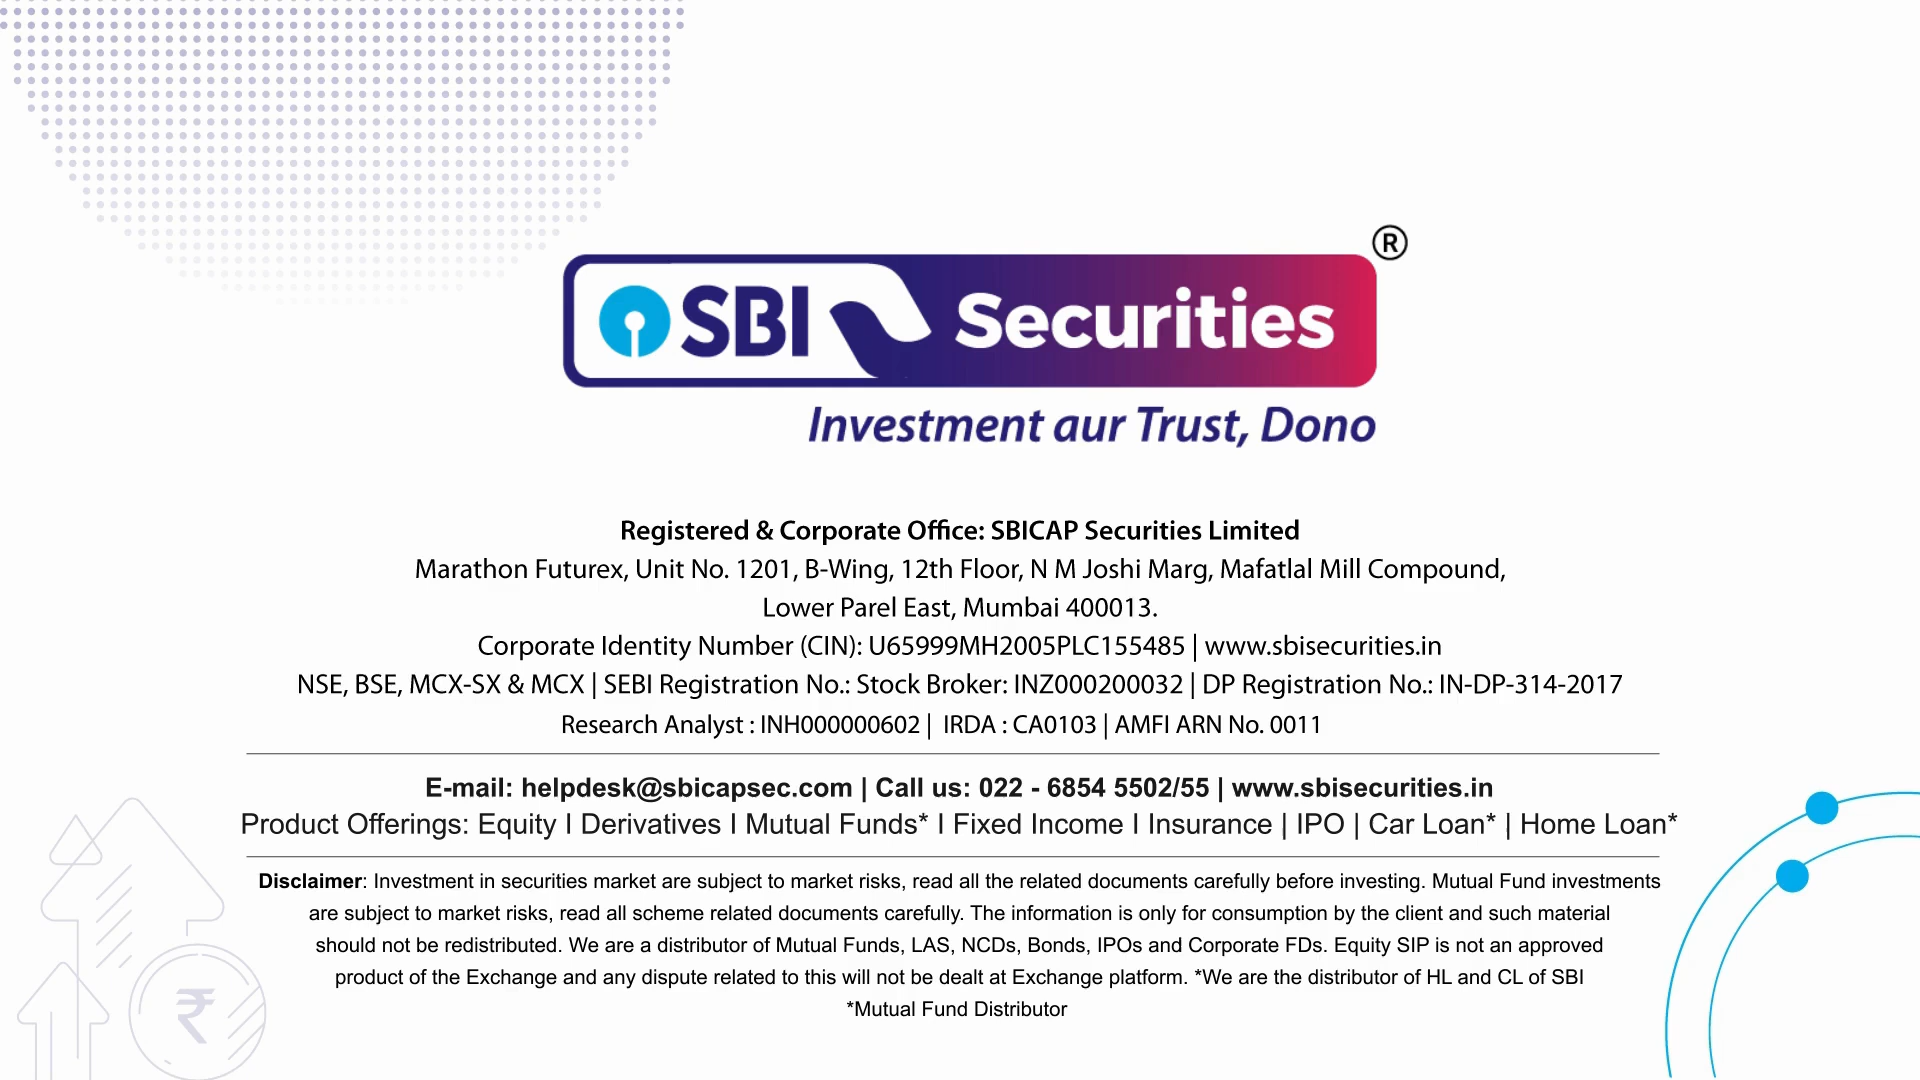 SBI Securities ®
Investment aur Trust, Dono
Registered & Corporate Office: SBICAP Securities Limited
Marathon Futurex, Unit No. 1201, B-Wing, 12th Floor, N M Joshi Marg, Mafatlal Mill Compound,
Lower Parel East, Mumbai 400013.
Corporate Identity Number (CIN): U65999MH2005PLC155485 | www.sbisecurities.in
NSE, BSE, MCX-SX & MCX | SEBI Registration No.: Stock Broker: INZ000200032 | DP Registration No.: IN-DP-314-2017
Research Analyst : INH000000602 | IRDA : CA0103 | AMFI ARN No. 0011
E-mail: helpdesk@sbicapsec.com | Call us: 022 - 6854 5502/55 | www.sbisecurities.in
Product Offerings: Equity I Derivatives I Mutual Funds* I Fixed Income I Insurance | IPO | Car Loan* | Home Loan*
Disclaimer: Investment in securities market are subject to market risks, read all the related documents carefully before investing. Mutual Fund investments
are subject to market risks, read all scheme related documents carefully. The information is only for consumption by the client and such material
should not be redistributed. We are a distributor of Mutual Funds, LAS, NCDs, Bonds, IPOs and Corporate FDs. Equity SIP is not an approved
product of the Exchange and any dispute related to this will not be dealt at Exchange platform. *We are the distributor of HL and CL of SBI
*Mutual Fund Distributor
₹